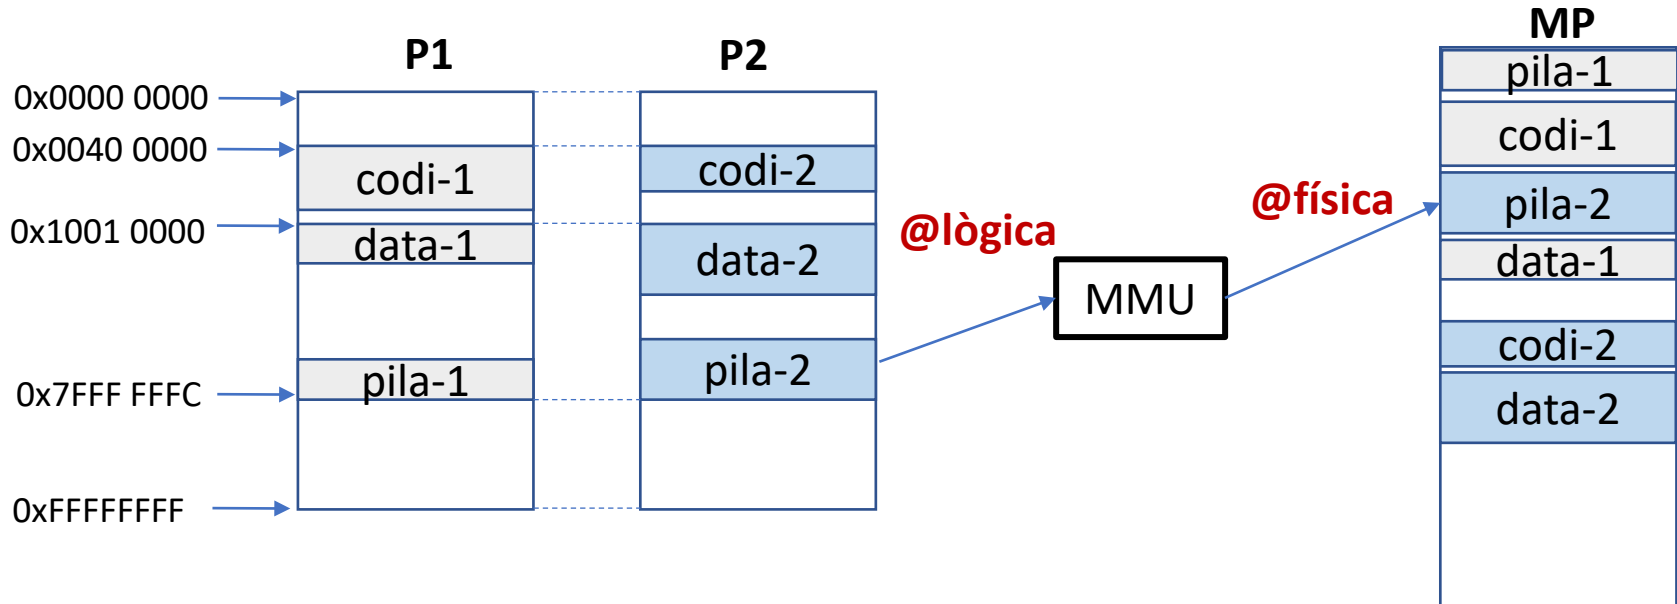 P1
P2
MP
0x0000 0000
0x0040 0000
0x1001 0000
0x7FFF FFFC
0xFFFFFFFF
codi-1
data-1
pila-1
codi-2
data-2
pila-2
@lògica
MMU
@física
pila-1
codi-1
pila-2
data-1
codi-2
data-2